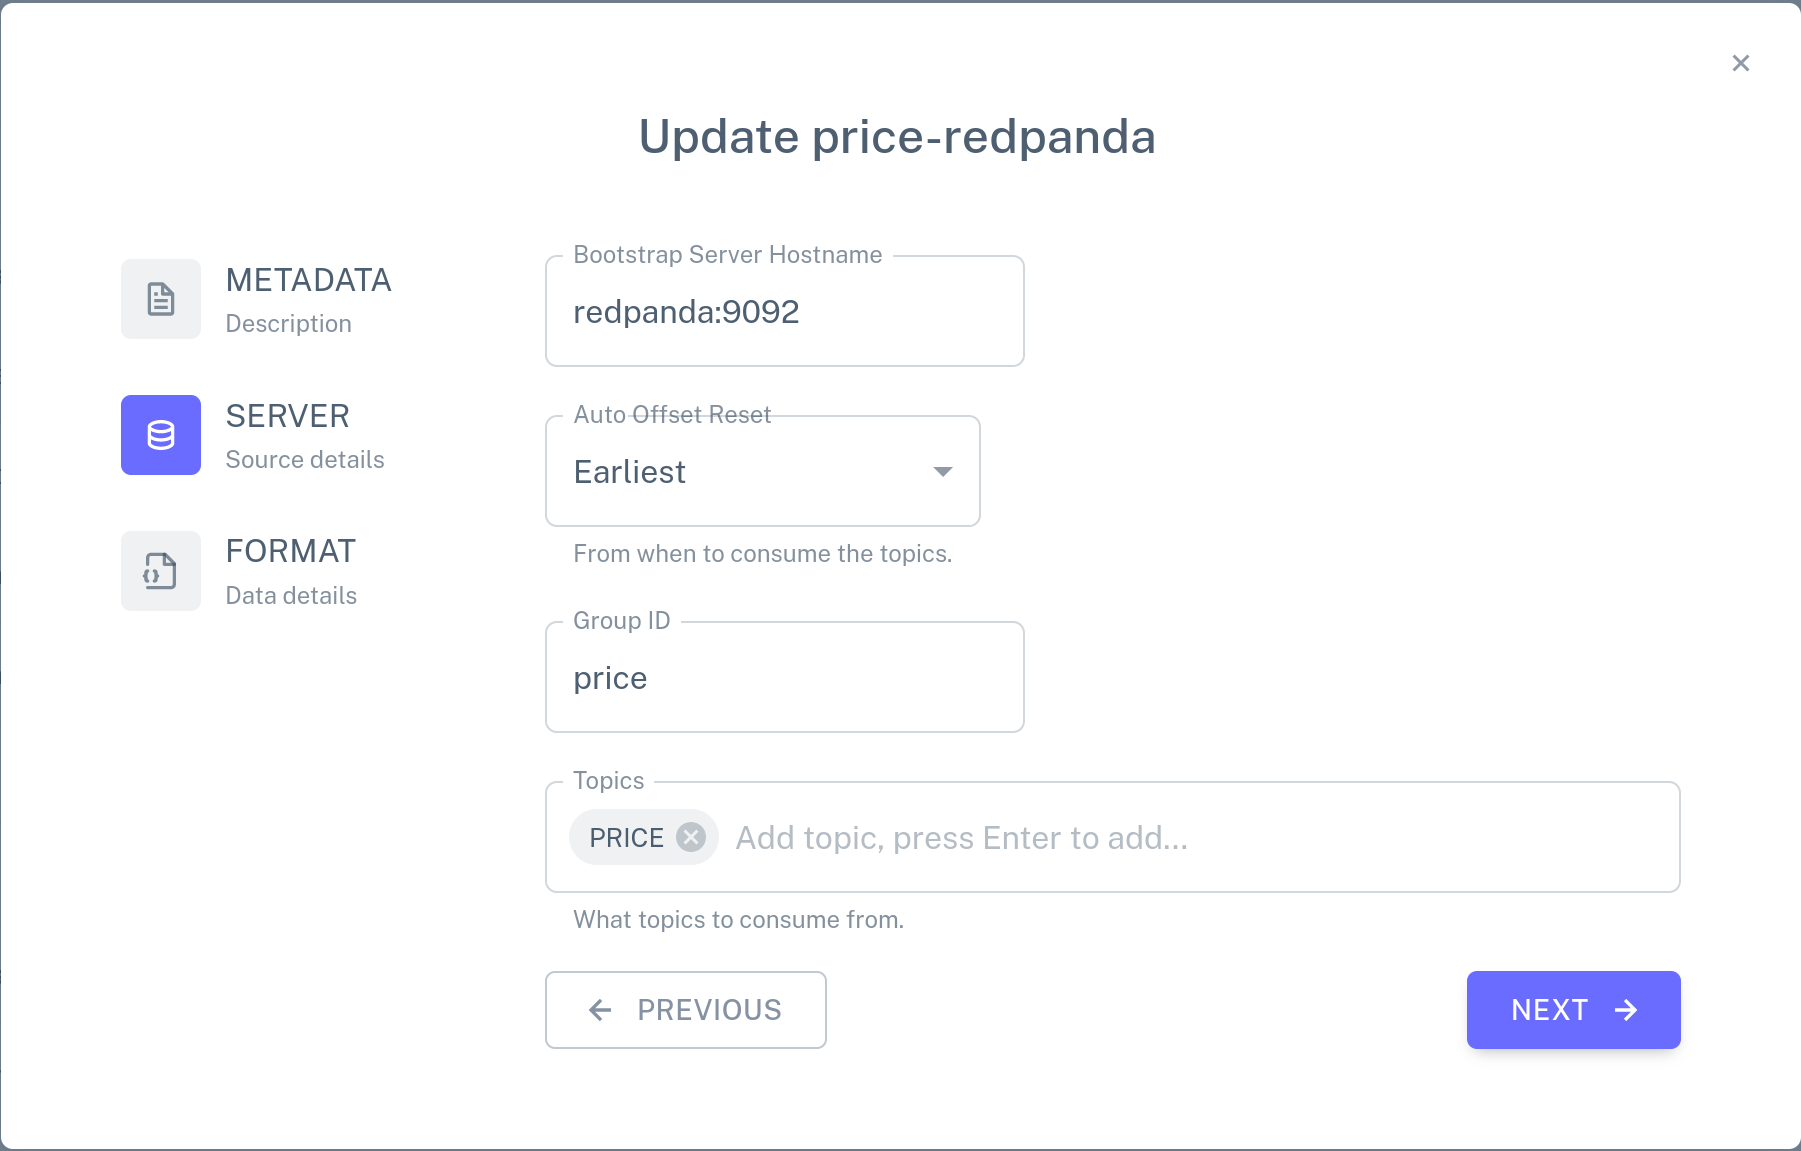 Update price-redpanda
METADATA
Description
SERVER
Source details
FORMAT
Data details
Bootstrap Server Hostname
redpanda:9092
Auto Offset Reset
Earliest
From when to consume the topics.
Group ID
price
Topics
PRICE Add topic, press Enter to add...
What topics to consume from.
PREVIOUS
NEXT